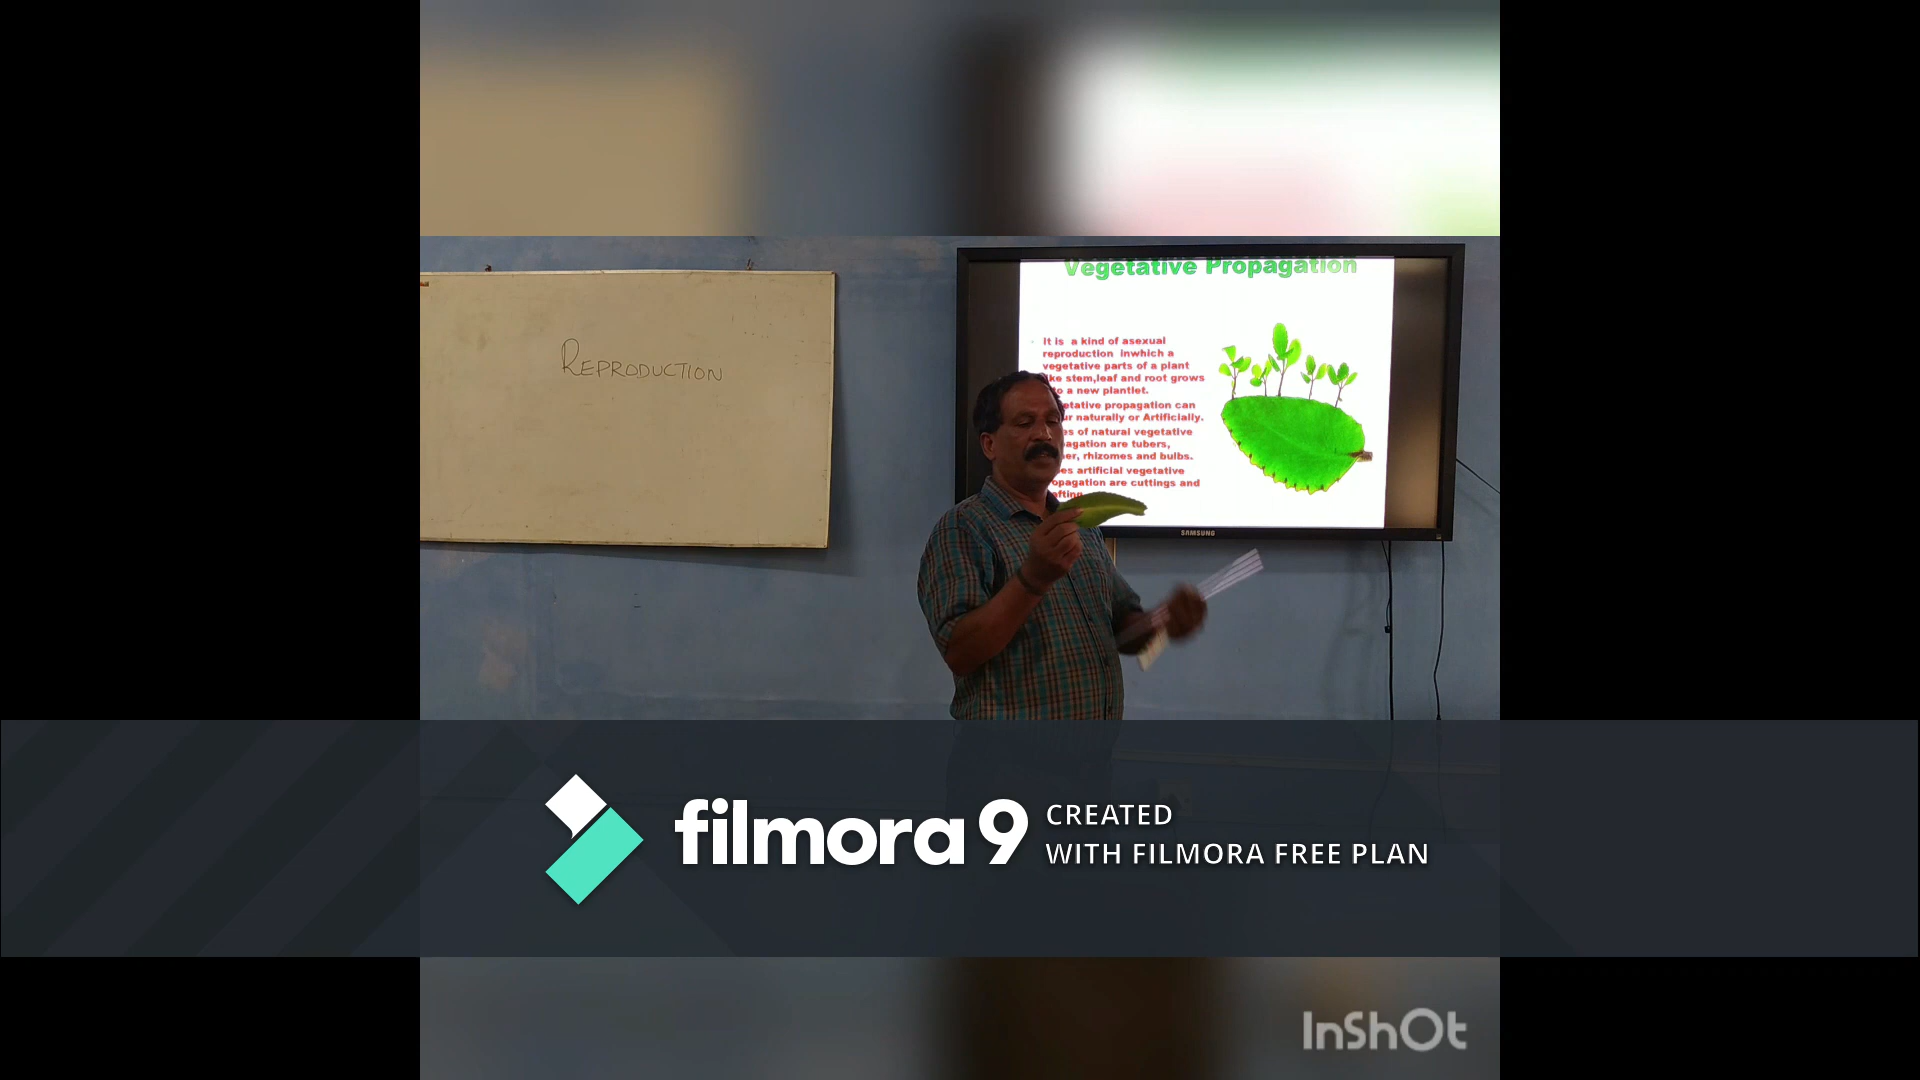 REPRODUCTION
Vegetative Propagation
It is a kind of asexual
reproduction inwhich a
vegetative parts of a plant
stem,leaf and root grows
a new plantlet.
propagation can
naturally or Artificially.
of natural vegetative
are tubers,
rhizomes and bulbs.
artificial vegetative
are cuttings and
SAMSUNG
filmora 9
CREATED
WITH FILMORA FREE PLAN
InShOt